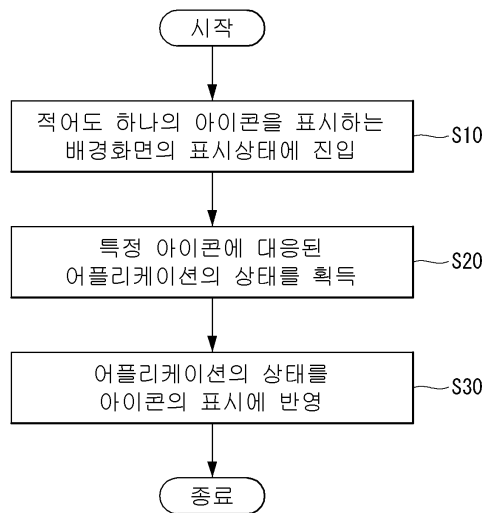 시작
적어도 하나의 아이콘을 표시하는
배경화면의 표시상태에 진입
S10
특정 아이콘에 대응된
어플리케이션의 상태를 획득
S20
어플리케이션의 상태를
아이콘의 표시에 반영
S30
종료